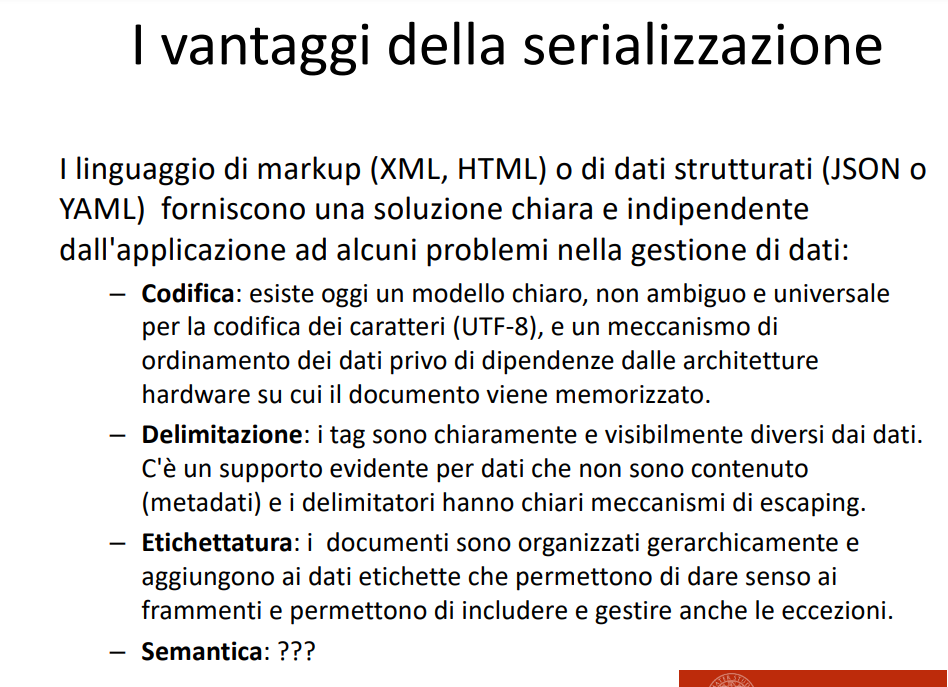 I vantaggi della serializzazione
I linguaggio di markup (XML, HTML) o di dati strutturati (JSON o
YAML)  forniscono una soluzione chiara e indipendente
dall'applicazione ad alcuni problemi nella gestione di dati:
– Codifica: esiste oggi un modello chiaro, non ambiguo e universale
per la codifica dei caratteri (UTF-8), e un meccanismo di
ordinamento dei dati privo di dipendenze dalle architetture
hardware su cui il documento viene memorizzato.
– Delimitazione: i tag sono chiaramente e visibilmente diversi dai dati.
C'è un supporto evidente per dati che non sono contenuto
(metadati) e i delimitatori hanno chiari meccanismi di escaping.
– Etichettatura: i  documenti sono organizzati gerarchicamente e
aggiungono ai dati etichette che permettono di dare senso ai
frammenti e permettono di includere e gestire anche le eccezioni.
– Semantica: ???